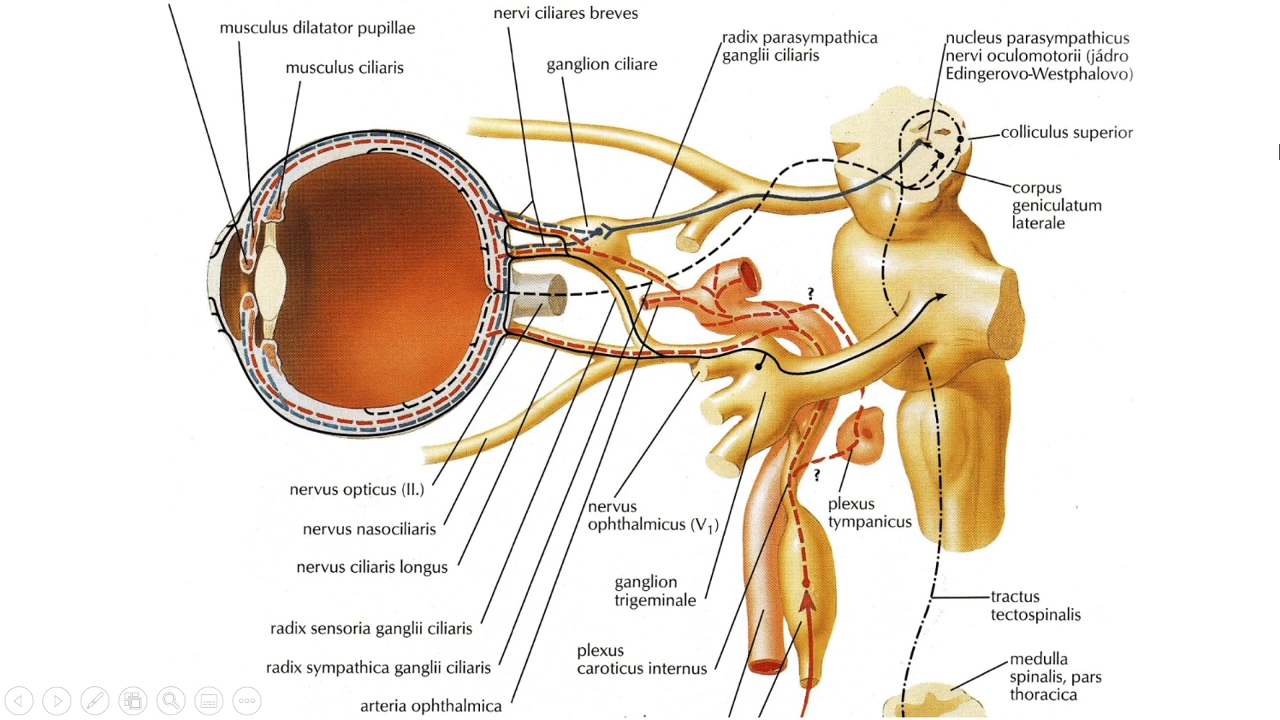 nervi ciliares breves
musculus dilatator pupillae
radix parasympathica
ganglii ciliaris
nucleus parasympathicus
nervi oculomotorii (jádro
Edingerovo-Westphalovo)
musculus ciliaris
ganglion ciliare
colliculus superior
corpus
geniculatum
laterale
?
?
nervus opticus (II.)
nervus
ophthalmicus (V1)
plexus
tympanicus
nervus nasociliaris
nervus ciliaris longus
ganglion
trigeminale
tractus
tectospinalis
radix sensoria ganglii ciliaris
radix sympathica ganglii ciliaris
plexus
caroticus internus
medulla
spinalis, pars
thoracica
arteria ophthalmica